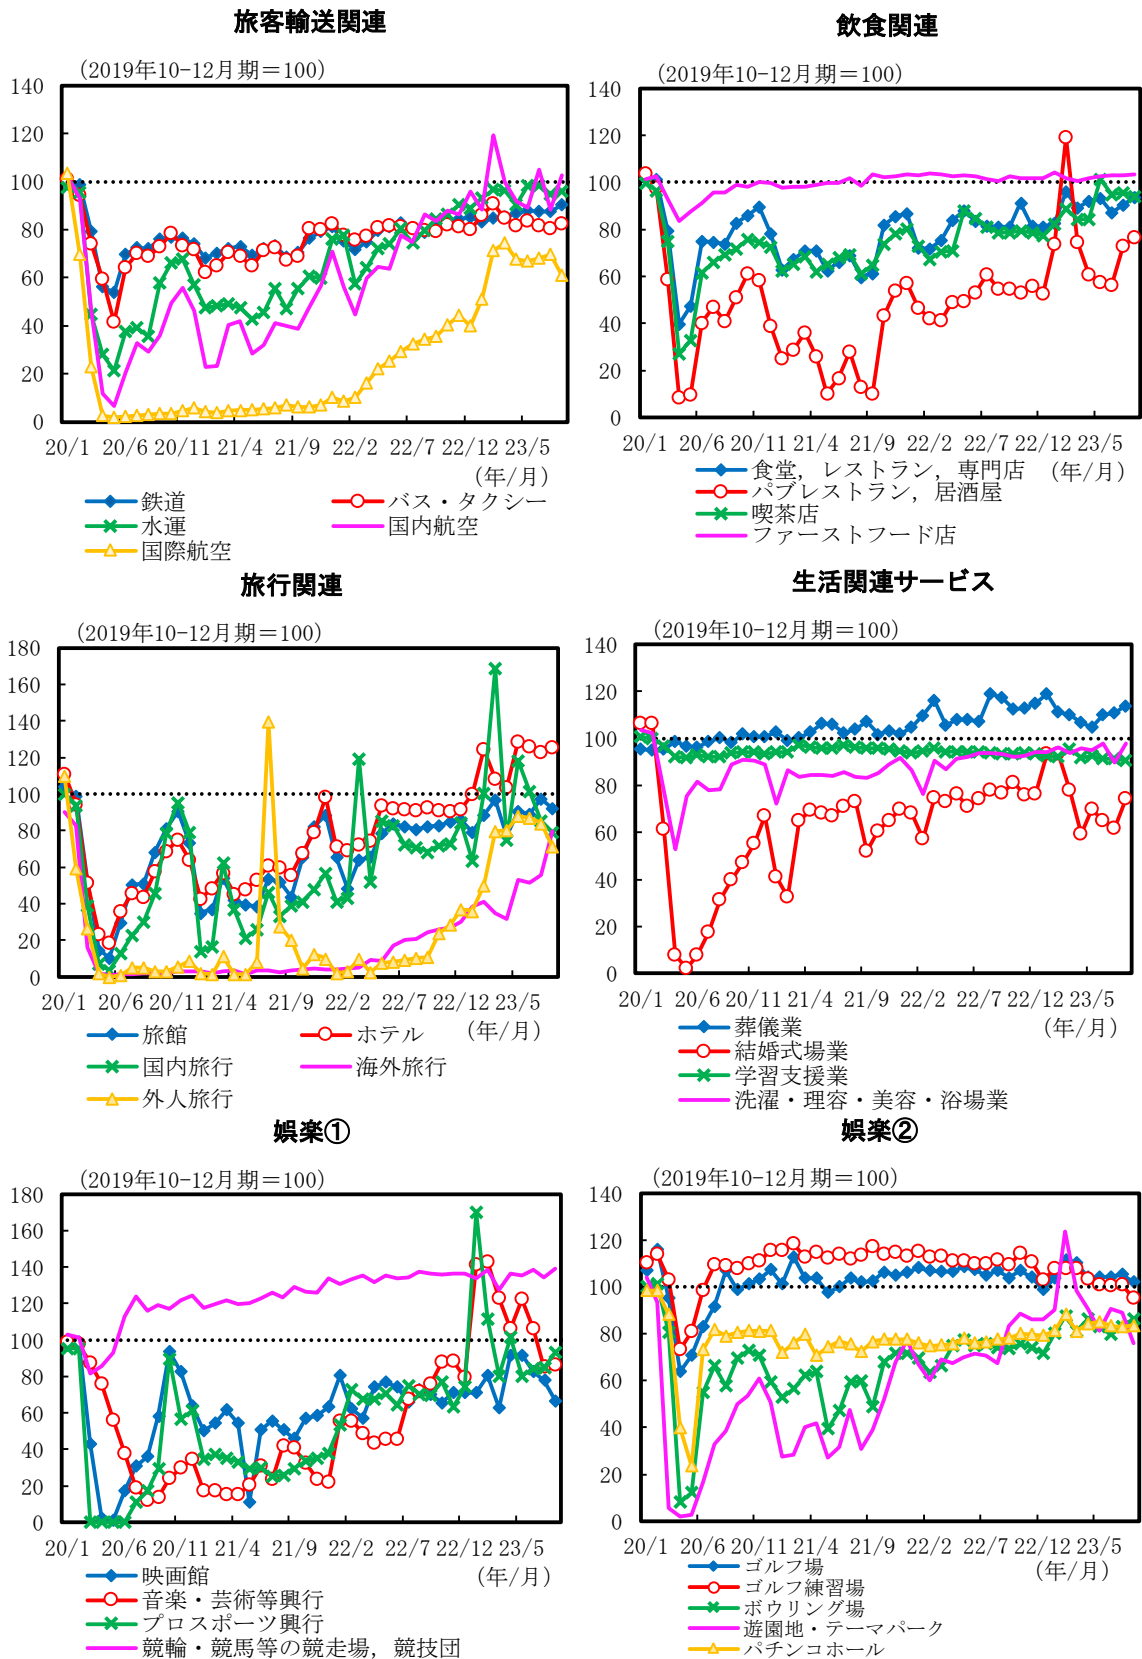 旅客輸送関連
(2019年10-12月期＝100)
140
120
100
80
60
40
20
0
20/1 20/6 20/11 21/4 21/9 22/2 22/7 22/12 23/5
(年/月)
鉄道
バス・タクシー
水運
国内航空
国際航空
飲食関連
(2019年10-12月期＝100)
140
120
100
80
60
40
20
0
20/1 20/6 20/11 21/4 21/9 22/2 22/7 22/12 23/5
(年/月)
食堂，レストラン，専門店
パブレストラン，居酒屋
喫茶店
ファーストフード店
旅行関連
(2019年10-12月期＝100)
180
160
140
120
100
80
60
40
20
0
20/1 20/6 20/11 21/4 21/9 22/2 22/7 22/12 23/5
(年/月)
旅館
ホテル
国内旅行
海外旅行
外人旅行
生活関連サービス
(2019年10-12月期＝100)
140
120
100
80
60
40
20
0
20/1 20/6 20/11 21/4 21/9 22/2 22/7 22/12 23/5
(年/月)
葬儀業
結婚式場業
学習支援業
洗濯・理容・美容・浴場業
娯楽①
(2019年10-12月期＝100)
180
160
140
120
100
80
60
40
20
0
20/1 20/6 20/11 21/4 21/9 22/2 22/7 22/12 23/5
(年/月)
映画館
音楽・芸術等興行
プロスポーツ興行
競輪・競馬等の競走場，競技団
娯楽②
(2019年10-12月期＝100)
140
120
100
80
60
40
20
0
20/1 20/6 20/11 21/4 21/9 22/2 22/7 22/12 23/5
(年/月)
ゴルフ場
ゴルフ練習場
ボウリング場
遊園地・テーマパーク
パチンコホール